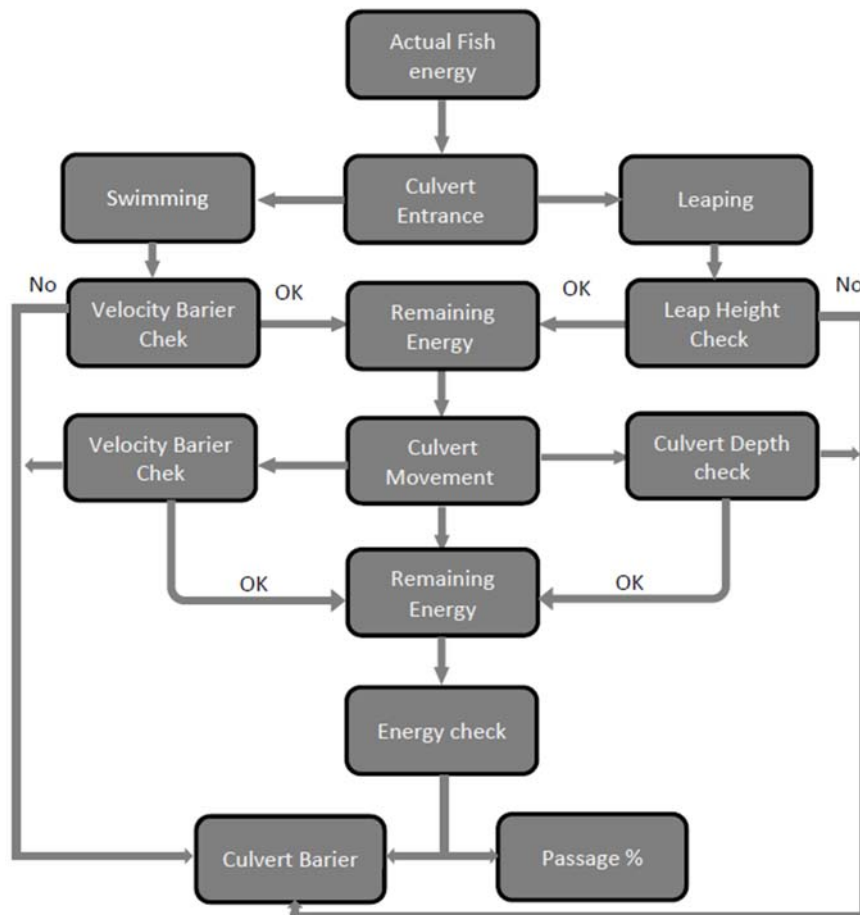 Actual Fish
energy
Swimming
Culvert
Entrance
Leaping
No
Velocity Barier
Chek
OK
Remaining
Energy
OK
Leap Height
Check
No
Velocity Barier
Chek
Culvert
Movement
Culvert Depth
check
OK
Remaining
Energy
OK
Energy check
Culvert Barier
Passage %